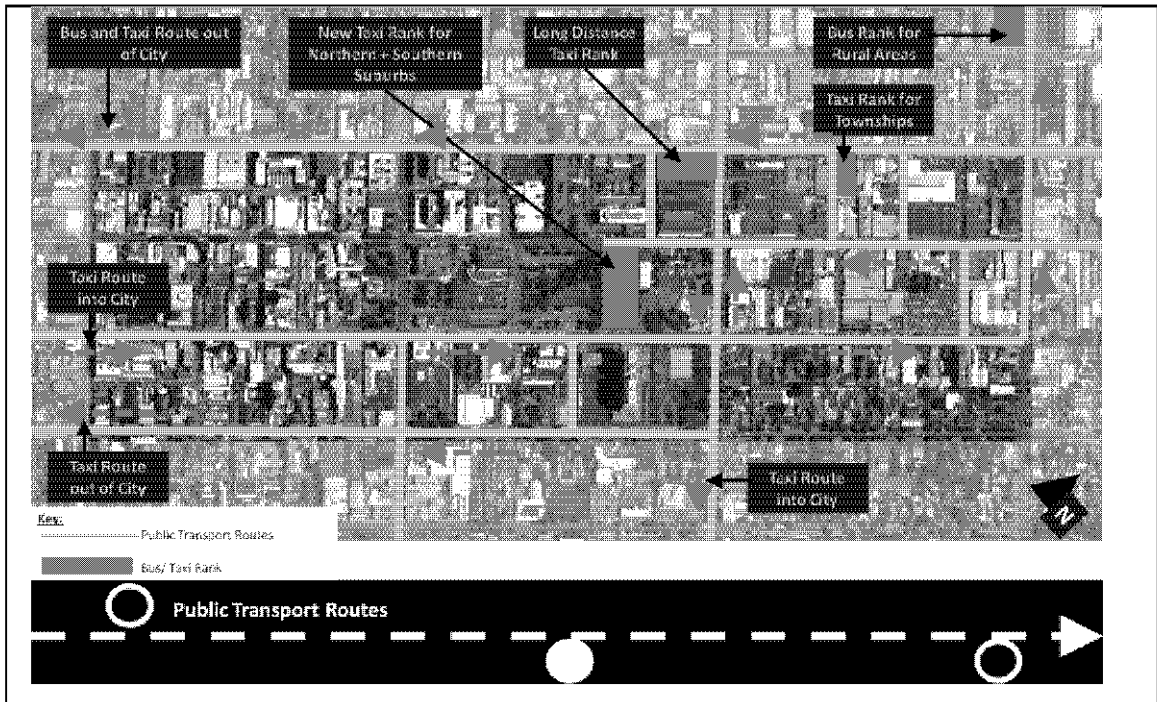 Bus and Taxi Route out
of City
New Taxi Rank for
Northern + Southern
Suburbs
Long Distance
Taxi Rank
Bus Rank for
Rural Areas
Taxi Rank for
Townships
Taxi Route
into City
Taxi Route
out of City
Taxi Route
into City
N
Key:
Public Transport Routes
Bus/ Taxi Rank
Public Transport Routes